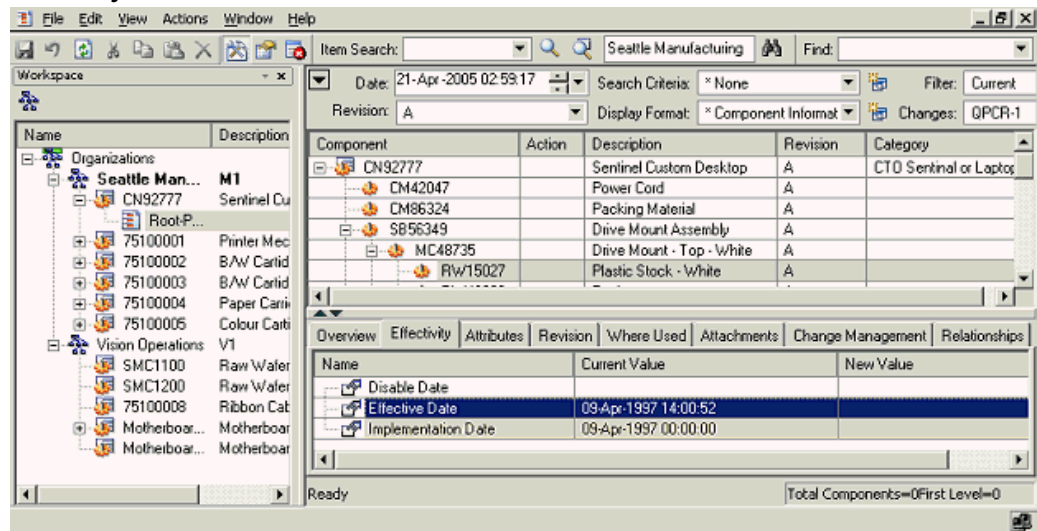 File Edit View Actions Window Help
Item Search: Seattle Manufacturing Find:
Workspace
Date: 21-Apr-2005 02:59:17 Search Criteria: * None Filter: Current
Revision: A Display Format: * Component Informat Changes: QPCR-1
Name Description
Organizations
Seattle Man... M1
CN92777 Sentinel Cu
Root-P...
75100001 Printer Mec
75100002 B/W Cartid
75100003 B/W Cartid
75100004 Paper Carri
75100005 Colour Carti
Vision Operations V1
SMC1100 Raw Wafer
SMC1200 Raw Wafer
75100008 Ribbon Cat
Motherboar... Motherboar
Motherboar... Motherboar
Component Action Description Revision Category
CN92777 Sentinel Custom Desktop A CTO Sentinal or Laptop
CM42047 Power Cord A
CM86324 Packing Material A
SB56349 Drive Mount Assembly A
MC48735 Drive Mount - Top - White A
RW15027 Plastic Stock - White A
Overview Effectivity Attributes Revision Where Used Attachments Change Management Relationships
Name Current Value New Value
Disable Date
Effective Date 09-Apr-1997 14:00:52
Implementation Date 09-Apr-1997 00:00:00
Ready Total Components=0First Level=0